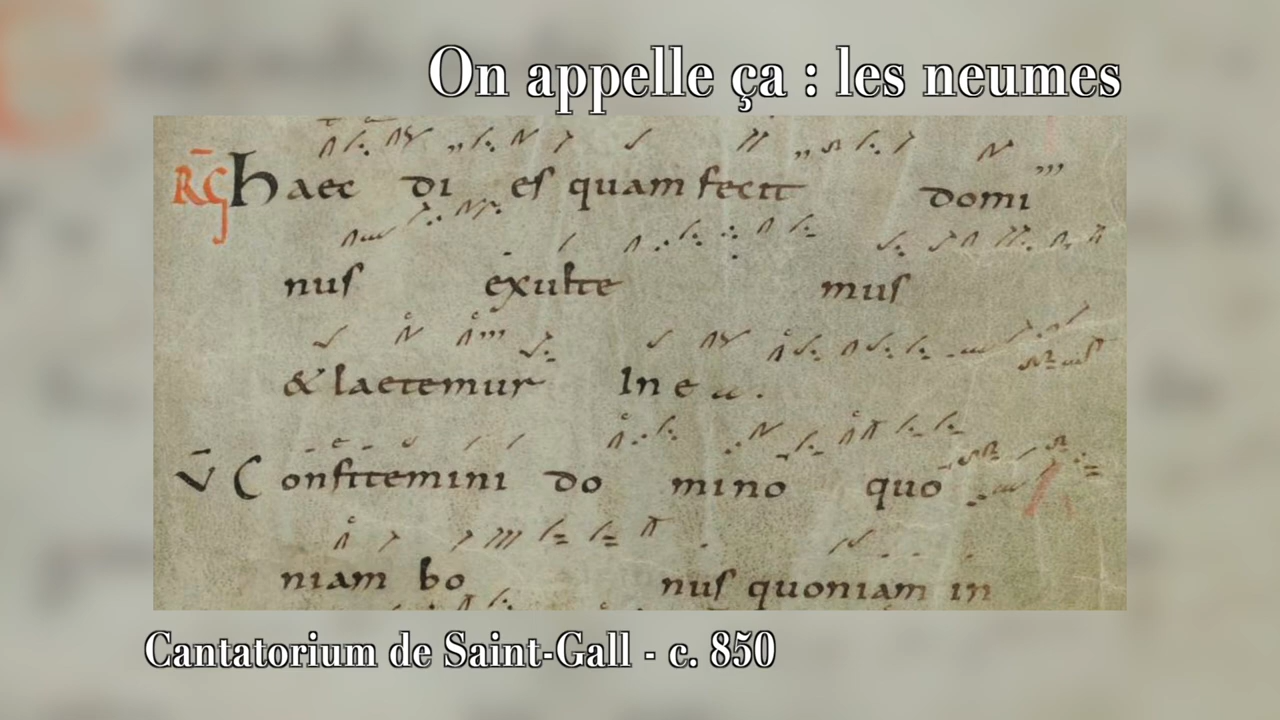 On appelle ça : les neumes
RG Haec di es quam fecit domi
nus exulte mus
& laetemur In e a.
V Confitemini do mino quo
niam bo nus quoniam in
Cantatorium de Saint-Gall - c. 850